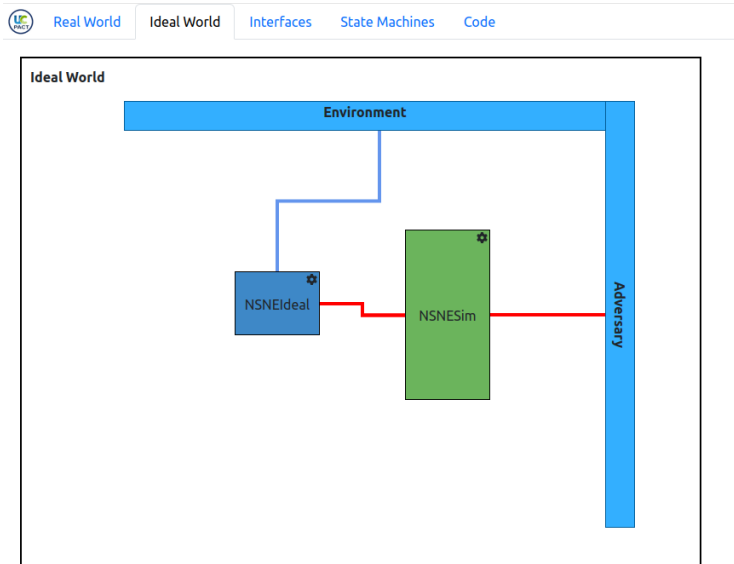 UC
PACT
Real World
Ideal World
Interfaces
State Machines
Code
Ideal World
Environment
NSNEIdeal
NSNESim
Adversary